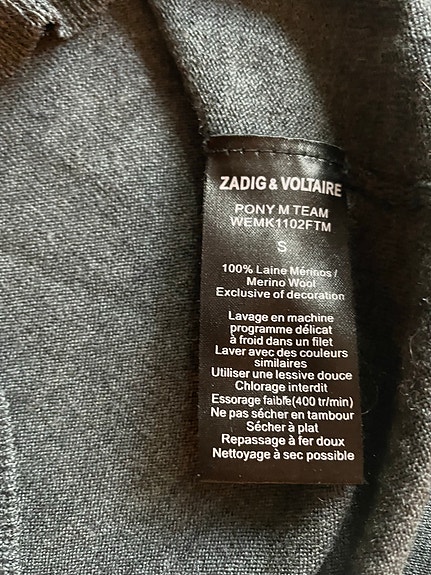 ZADIG & VOLTAIRE
PONY M TEAM
WEMK1102FTM
S
100% Laine Mérinos /
Merino Wool
Exclusive of decoration
Lavage en machine
programme délicat
à froid dans un filet
Laver avec des couleurs
similaires
Utiliser une lessive douce
Chlorage interdit
Essorage faible(400 tr/min)
Ne pas sécher en tambour
Sécher à plat
Repassage à fer doux
Nettoyage à sec possible